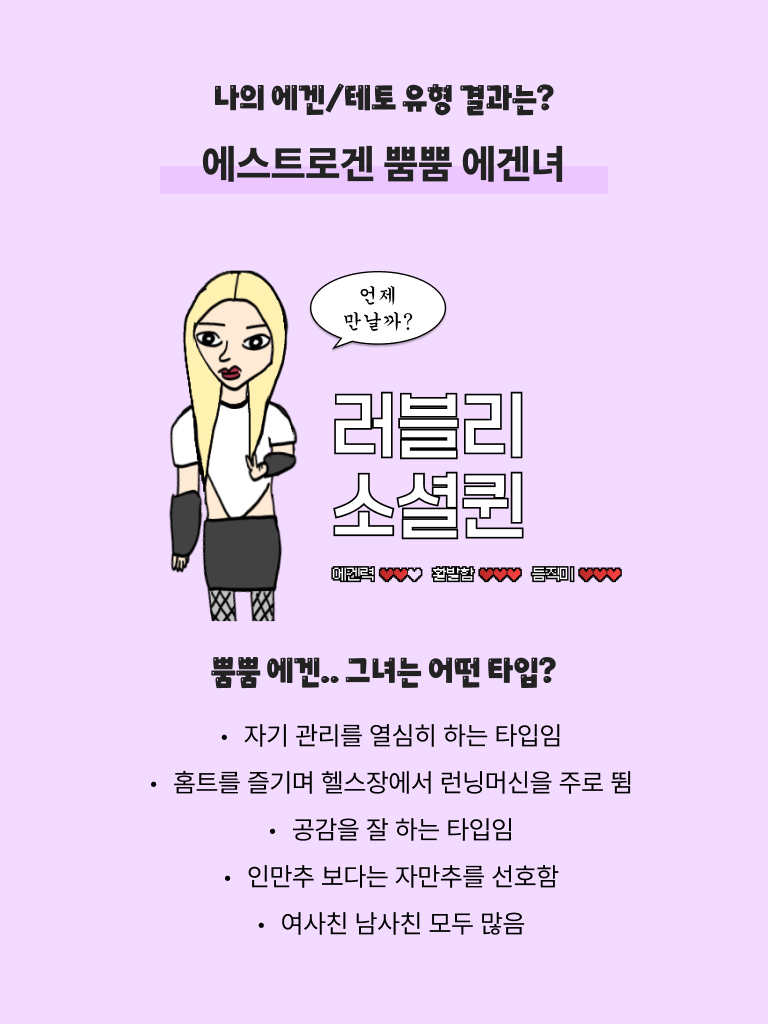 나의 에겐/테토 유형 결과는?
에스트로겐 뿜뿜 에겐녀
언제
만날까?
러블리
소셜퀸
에겐력 ♥♥♡ 활발함 ♥♥♥ 듬직미 ♥♥♥
뿜뿜 에겐.. 그녀는 어떤 타입?
• 자기 관리를 열심히 하는 타입임
• 홈트를 즐기며 헬스장에서 런닝머신을 주로 뜀
• 공감을 잘 하는 타입임
• 인만추 보다는 자만추를 선호함
• 여사친 남사친 모두 많음